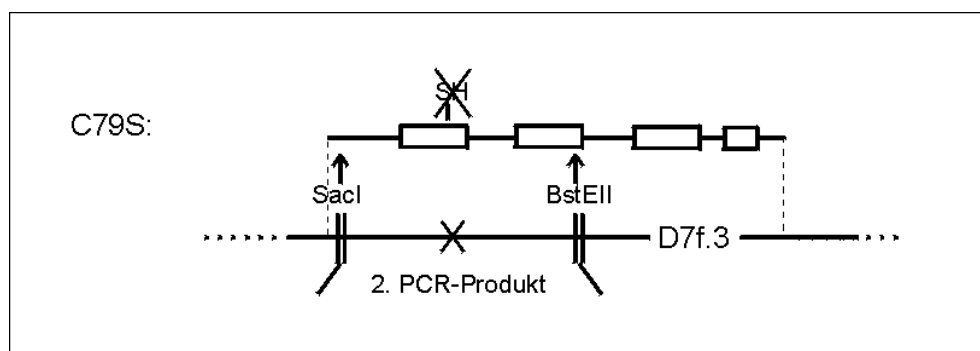 SH
C79S:
SacI
BstEII
D7f.3
2. PCR-Produkt